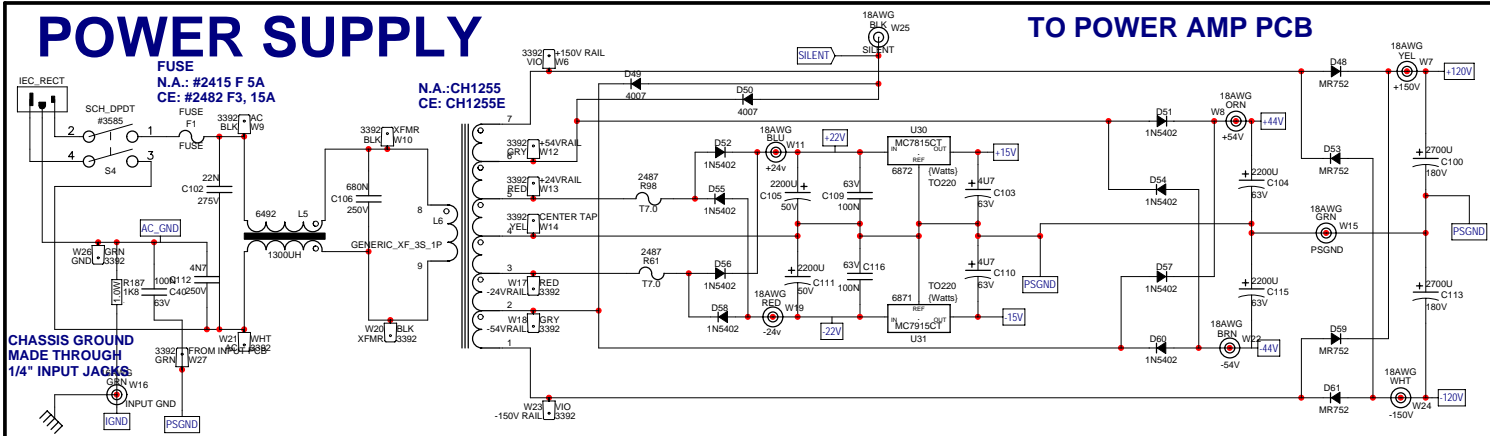 POWER SUPPLY
TO POWER AMP PCB
FUSE
N.A.: #2415 F 5A
CE: #2482 F3, 15A
N.A.:CH1255
CE: CH1255E
IEC_RECT
SCH_DPDT
#3585
2
1
4
3
S4
FUSE
F1
FUSE
3392
BLK
AC
W9
22N
C102
275V
6492
L5
1300UH
680N
C106
250V
3392
BLK
XFMR
W10
8
L6
GENERIC_XF_3S_1P
9
W20
XFMR
BLK
3392
AC_GND
W26
GND
GRN
3392
R187
1K8
1.0W
100N
C40
63V
4N7
C112
250V
W21
AC
WHT
3392
3392
GRN
FROM INPUT PCB
W27
CHASSIS GROUND
MADE THROUGH
1/4" INPUT JACKS
GRN
W16
INPUT GND
IGND
PSGND
3392
VIO
+150V RAIL
W6
7
6
5
4
3
2
1
3392
GRY
+54VRAIL
W12
3392
RED
+24VRAIL
W13
3392
YEL
CENTER TAP
W14
W17
-24VRAIL
RED
3392
W18
-54VRAIL
GRY
3392
W23
-150V RAIL
VIO
3392
D49
4007
D50
4007
SILENT
18AWG
BLK
W25
SILENT
2487
R98
T7.0
2487
R61
T7.0
D52
1N5402
D55
1N5402
D56
1N5402
D58
1N5402
18AWG
BLU
W11
+24v
18AWG
RED
W19
-24v
+22V
-22V
2200U
C105
50V
2200U
C111
50V
63V
C109
100N
63V
C116
100N
U30
MC7815CT
IN
OUT
REF
6872
{Watts}
TO220
+15V
4U7
C103
63V
4U7
C110
63V
TO220
{Watts}
6871
REF
IN
OUT
MC7915CT
U31
-15V
PSGND
D51
1N5402
D54
1N5402
D57
1N5402
D60
1N5402
18AWG
ORN
W8
+54V
+44V
2200U
C104
63V
2200U
C115
63V
18AWG
BRN
W22
-54V
-44V
18AWG
GRN
W15
PSGND
D48
MR752
D53
MR752
D59
MR752
D61
MR752
18AWG
YEL
W7
+150V
+120V
2700U
C100
180V
PSGND
2700U
C113
180V
18AWG
WHT
W24
-150V
-120V